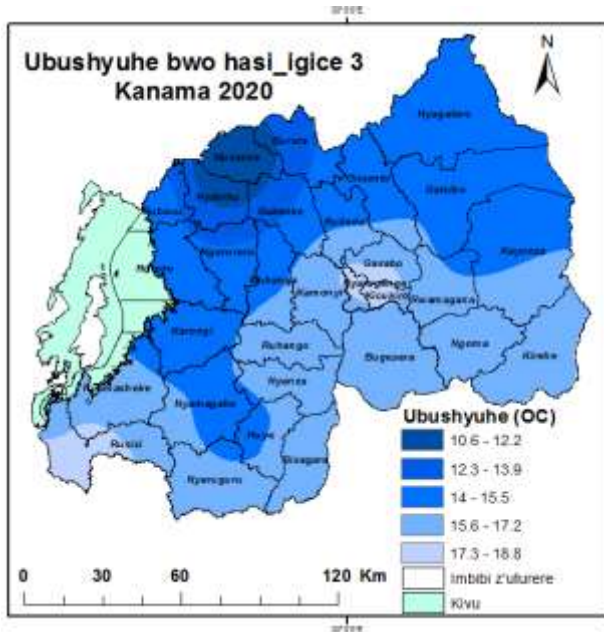 Ubushyuhe bwo hasi_igice 3
Kanama 2020
N
Nyagatare
Burera
Musanze
Gicumbi
Gatsibo
Nyabihu
Rubavu
Gakenke
Rulindo
Kayonza
Ngororero
Gasabo
Nyarugenge
Kicukiro
Muhanga
Kamonyi
Rwamagana
Karongi
Ruhango
Bugesera
Ngoma
Kirehe
Nyanza
Nyamasheke
Nyamagabe
Huye
Rusizi
Gisagara
Nyaruguru
Ubushyuhe (OC)
10.6 - 12.2
12.3 - 13.9
14 - 15.5
15.6 - 17.2
17.3 - 18.8
Imbibi z'uturere
Kivu
0 30 60 120 Km